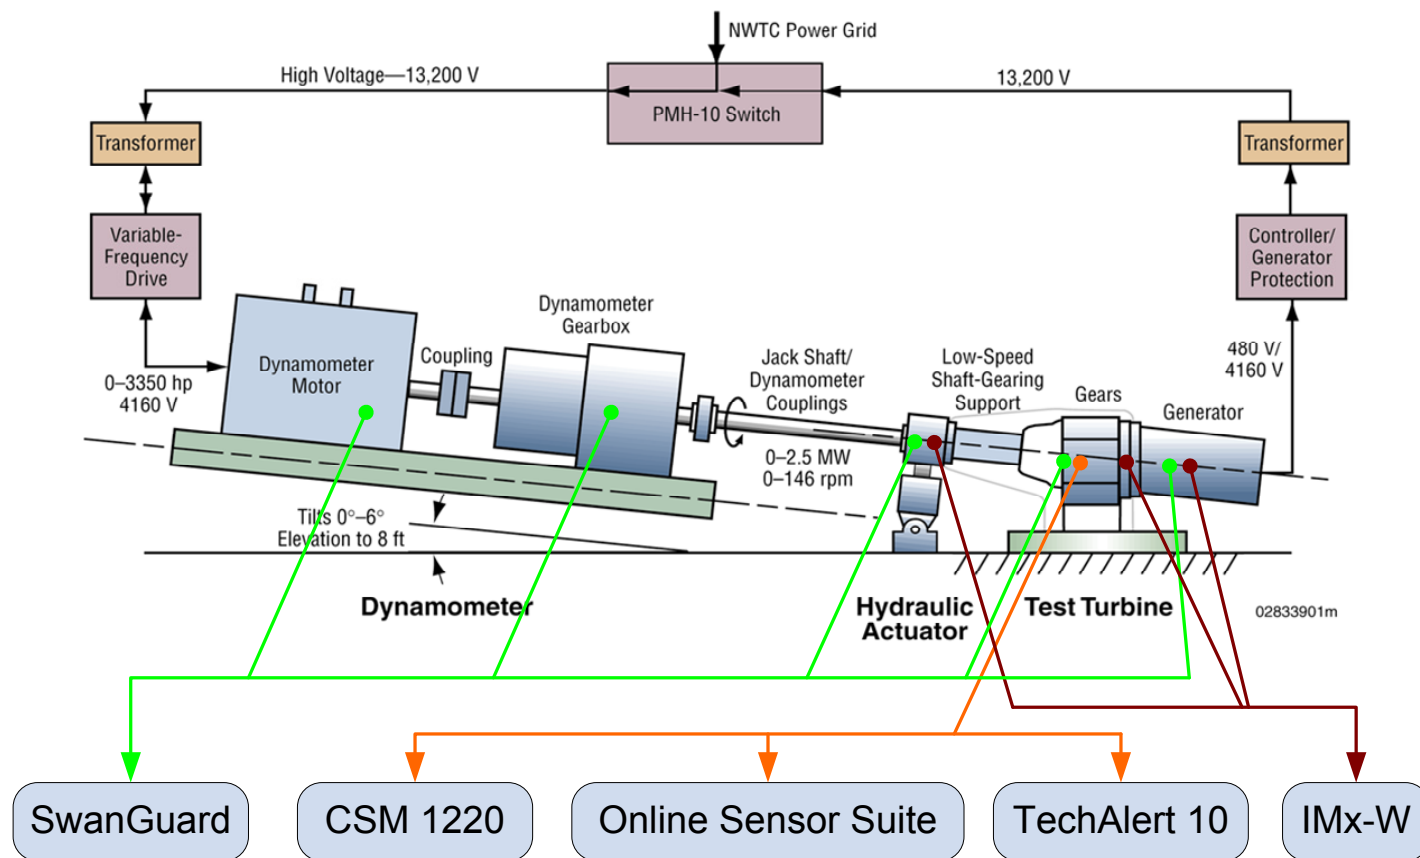 NWTC Power Grid
High Voltage—13,200 V
13,200 V
PMH-10 Switch
Transformer
Transformer
Variable-
Frequency
Drive
Controller/
Generator
Protection
Dynamometer
Gearbox
Dynamometer
Motor
Coupling
Jack Shaft/
Dynamometer
Couplings
Low-Speed
Shaft-Gearing
Support
Gears
Generator
480 V/
4160 V
0–3350 hp
4160 V
0–2.5 MW
0–146 rpm
Tilts 0°–6°
Elevation to 8 ft
Dynamometer
Hydraulic
Actuator
Test Turbine
02833901m
SwanGuard
CSM 1220
Online Sensor Suite
TechAlert 10
IMx-W